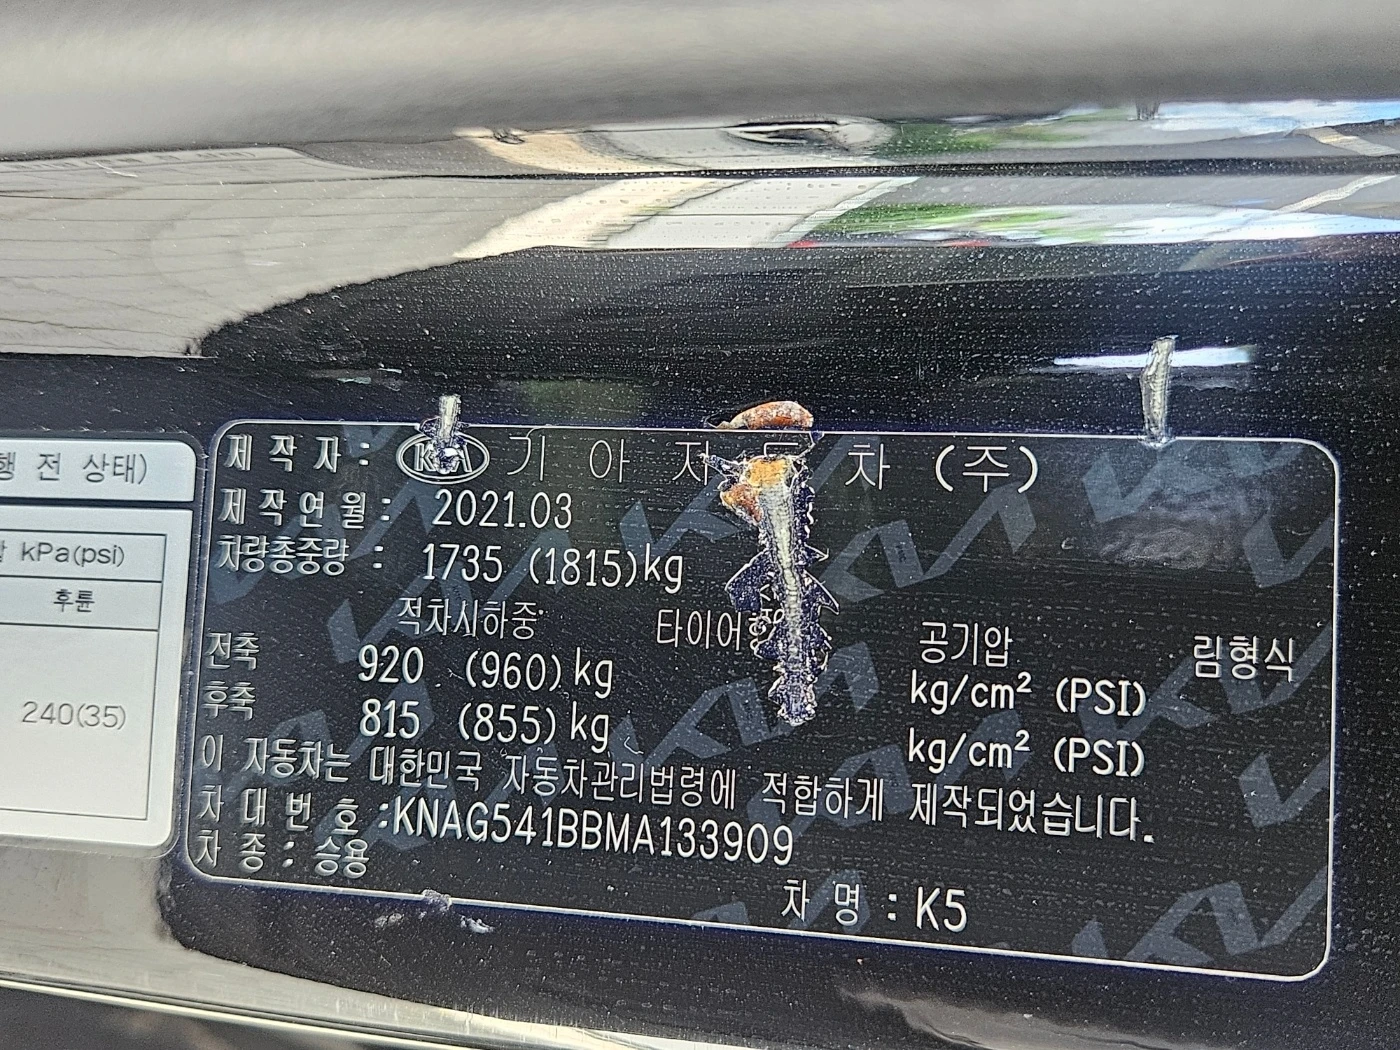 행 전 상태)
kPa(psi)
후륜
240(35)
제 작 자 : KIA 기 아 자 동 차 (주)
제작연월 : 2021.03
차량총중량 : 1735 (1815)kg
적차시하중 타이어 공기압 림형식
전축 920 (960)kg kg/cm² (PSI)
후축 815 (855)kg kg/cm² (PSI)
이 자동차는 대한민국 자동차관리법령에 적합하게 제작되었습니다.
차 대 번 호 :KNAG541BBMA133909
차 종 : 승용
차 명 : K5